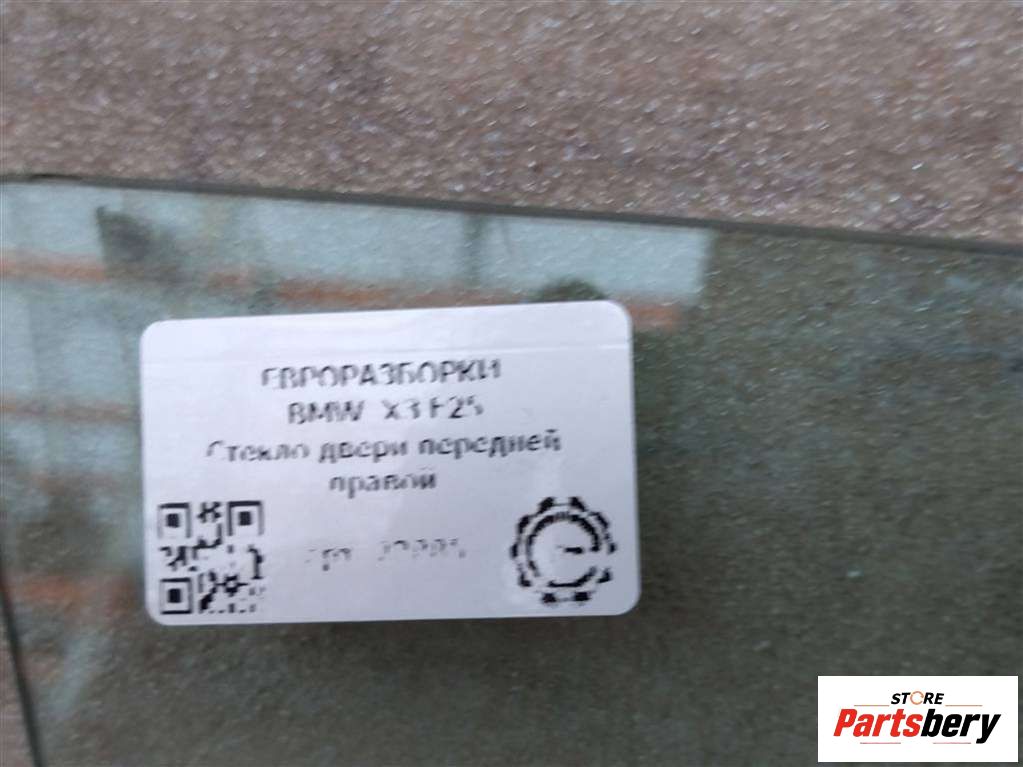 ЕВРОРАЗБОРКИ
BMW X3 F25
Стекло двери передней
правой
STORE
Partsbery